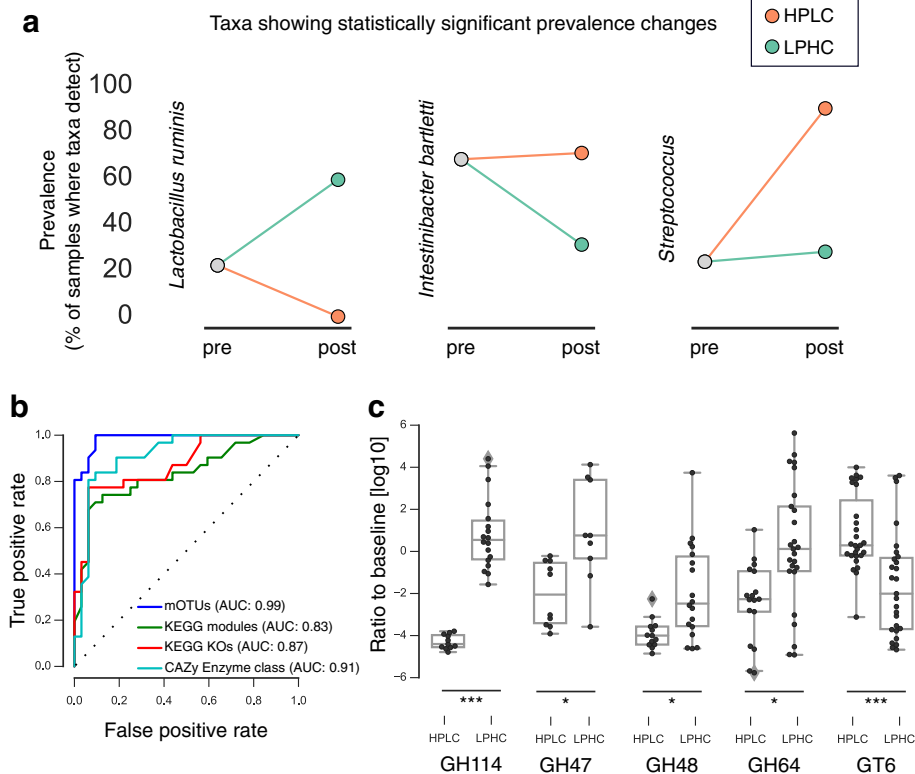 a
Taxa showing statistically significant prevalence changes
HPLC
LPHC
Prevalence
(% of samples where taxa detect)
100
80
60
40
20
0
Lactobacillus ruminis
Intestinibacter bartletti
Streptococcus
pre post pre post pre post
b
True positive rate
1.0
0.8
0.6
0.4
0.2
0.0
mOTUs (AUC: 0.99)
KEGG modules (AUC: 0.83)
KEGG KOs (AUC: 0.87)
CAZy Enzyme class (AUC: 0.91)
0.0 0.2 0.4 0.6 0.8 1.0
False positive rate
c
Ratio to baseline [log10]
6
4
2
0
−2
−4
−6
*** * * * ***
HPLC LPHC HPLC LPHC HPLC LPHC HPLC LPHC HPLC LPHC
GH114 GH47 GH48 GH64 GT6